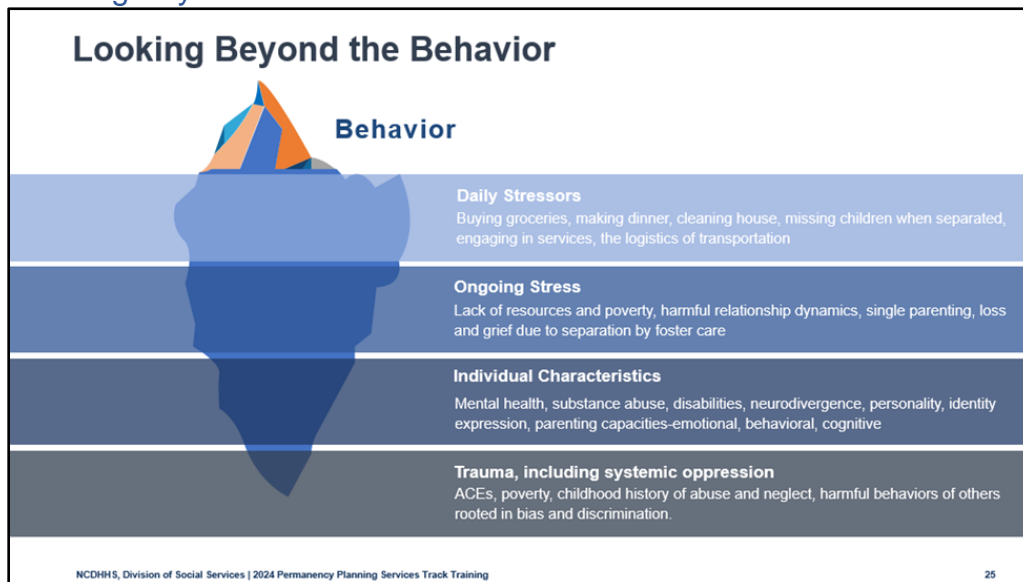 Looking Beyond the Behavior
Behavior
Daily Stressors
Buying groceries, making dinner, cleaning house, missing children when separated,
engaging in services, the logistics of transportation
Ongoing Stress
Lack of resources and poverty, harmful relationship dynamics, single parenting, loss
and grief due to separation by foster care
Individual Characteristics
Mental health, substance abuse, disabilities, neurodivergence, personality, identity
expression, parenting capacities-emotional, behavioral, cognitive
Trauma, including systemic oppression
ACEs, poverty, childhood history of abuse and neglect, harmful behaviors of others
rooted in bias and discrimination.
NCDHHS, Division of Social Services | 2024 Permanency Planning Services Track Training 25